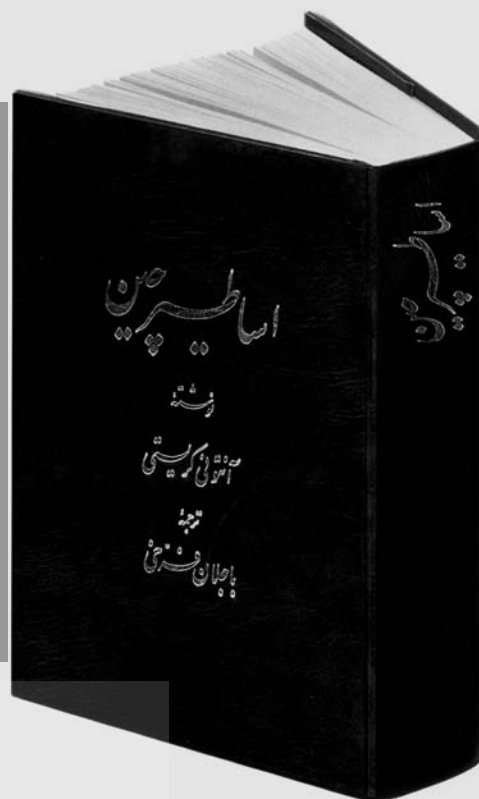 اساطیر چین
نوشتهٔ
آنتونی کریستی
ترجمهٔ
باجلان فرخی
اساطیر چین